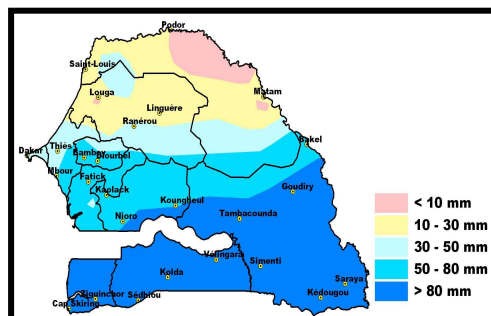 Podor
Saint-Louis
Louga
Matam
Linguère
Ranérou
Dakar
Thiès
Bambey
Diourbel
Bakel
Mbour
Fatick
Kaolack
Goudiry
Koungheul
Nioro
Tambacounda
Vélingara
Simenti
Kolda
Saraya
Ziguinchor
Sédhiou
Kédougou
Cap Skiring
< 10 mm
10 - 30 mm
30 - 50 mm
50 - 80 mm
> 80 mm